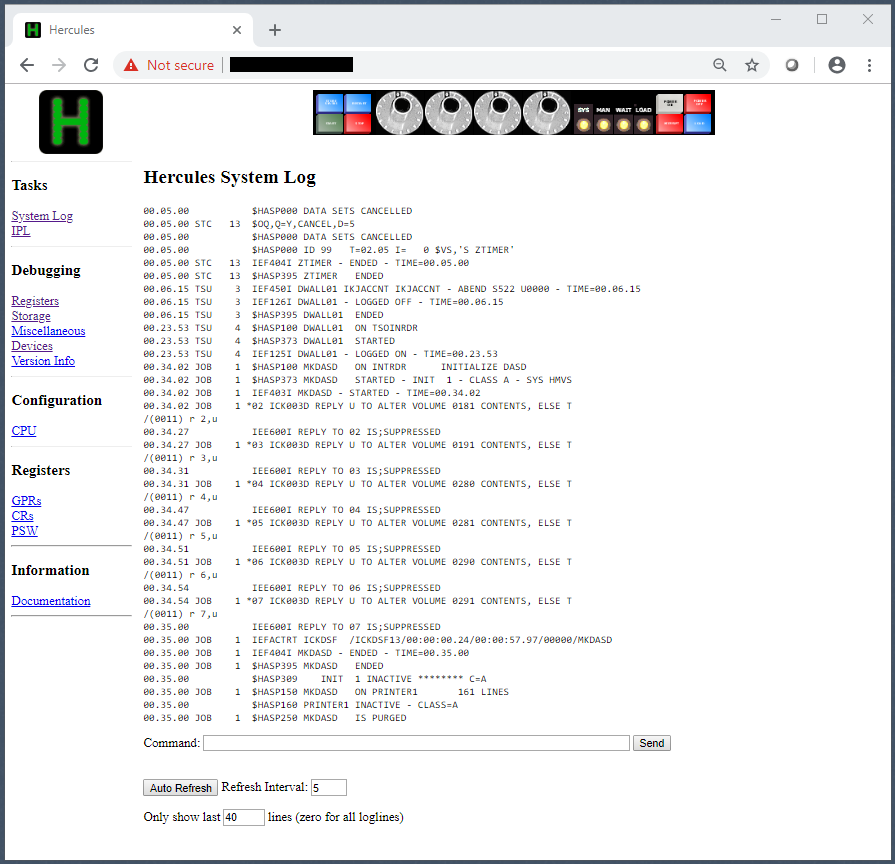 Hercules
Not secure
H
SYS MAN WAIT LOAD
Hercules System Log
Tasks
System Log
IPL
Debugging
Registers
Storage
Miscellaneous
Devices
Version Info
Configuration
CPU
Registers
GPRs
CRs
PSW
Information
Documentation
00.05.00           $HASP000 DATA SETS CANCELLED
00.05.00 STC   13  $OQ,Q=Y,CANCEL,D=5
00.05.00           $HASP000 DATA SETS CANCELLED
00.05.00           $HASP000 ID 99   T=02.05 I=   0 $VS,'S ZTIMER'
00.05.00 STC   13  IEF404I ZTIMER - ENDED - TIME=00.05.00
00.05.00 STC   13  $HASP395 ZTIMER   ENDED
00.06.15 TSU    3  IEF450I DWALL01 IKJACCNT IKJACCNT - ABEND S522 U0000 - TIME=00.06.15
00.06.15 TSU    3  IEF126I DWALL01 - LOGGED OFF - TIME=00.06.15
00.06.15 TSU    3  $HASP395 DWALL01  ENDED
00.23.53 TSU    4  $HASP100 DWALL01  ON TSOINRDR
00.23.53 TSU    4  $HASP373 DWALL01  STARTED
00.23.53 TSU    4  IEF125I DWALL01 - LOGGED ON - TIME=00.23.53
00.34.02 JOB    1  $HASP100 MKDASD   ON INTRDR      INITIALIZE DASD
00.34.02 JOB    1  $HASP373 MKDASD   STARTED - INIT  1 - CLASS A - SYS HMVS
00.34.02 JOB    1  IEF403I MKDASD - STARTED - TIME=00.34.02
00.34.02 JOB    1 *02 ICK003D REPLY U TO ALTER VOLUME 0181 CONTENTS, ELSE T
/(0011) r 2,u
00.34.27           IEE600I REPLY TO 02 IS;SUPPRESSED
00.34.27 JOB    1 *03 ICK003D REPLY U TO ALTER VOLUME 0191 CONTENTS, ELSE T
/(0011) r 3,u
00.34.31           IEE600I REPLY TO 03 IS;SUPPRESSED
00.34.31 JOB    1 *04 ICK003D REPLY U TO ALTER VOLUME 0280 CONTENTS, ELSE T
/(0011) r 4,u
00.34.47           IEE600I REPLY TO 04 IS;SUPPRESSED
00.34.47 JOB    1 *05 ICK003D REPLY U TO ALTER VOLUME 0281 CONTENTS, ELSE T
/(0011) r 5,u
00.34.51           IEE600I REPLY TO 05 IS;SUPPRESSED
00.34.51 JOB    1 *06 ICK003D REPLY U TO ALTER VOLUME 0290 CONTENTS, ELSE T
/(0011) r 6,u
00.34.54           IEE600I REPLY TO 06 IS;SUPPRESSED
00.34.54 JOB    1 *07 ICK003D REPLY U TO ALTER VOLUME 0291 CONTENTS, ELSE T
/(0011) r 7,u
00.35.00           IEE600I REPLY TO 07 IS;SUPPRESSED
00.35.00 JOB    1  IEFACTRT ICKDSF  /ICKDSF13/00:00:00.24/00:00:57.97/00000/MKDASD
00.35.00 JOB    1  IEF404I MKDASD - ENDED - TIME=00.35.00
00.35.00 JOB    1  $HASP395 MKDASD   ENDED
00.35.00           $HASP309    INIT  1 INACTIVE ******** C=A
00.35.00 JOB    1  $HASP150 MKDASD   ON PRINTER1       161 LINES
00.35.00           $HASP160 PRINTER1 INACTIVE - CLASS=A
00.35.00 JOB    1  $HASP250 MKDASD   IS PURGED
Command: Send
Auto Refresh Refresh Interval: 5
Only show last 40 lines (zero for all loglines)